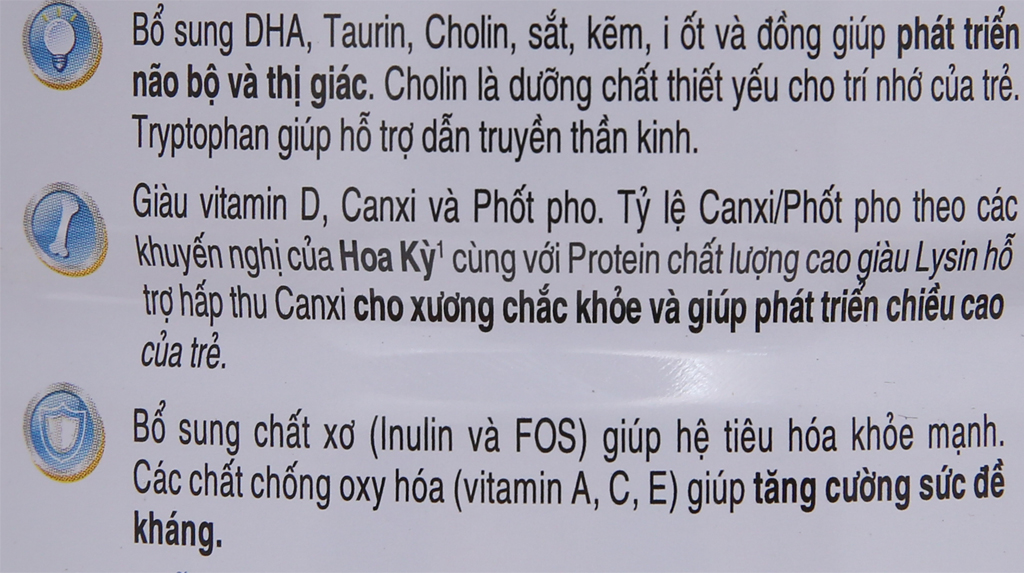 Bổ sung DHA, Taurin, Cholin, sắt, kẽm, i ốt và đồng giúp phát triển
não bộ và thị giác. Cholin là dưỡng chất thiết yếu cho trí nhớ của trẻ.
Tryptophan giúp hỗ trợ dẫn truyền thần kinh.
Giàu vitamin D, Canxi và Phốt pho. Tỷ lệ Canxi/Phốt pho theo các
khuyến nghị của Hoa Kỳ¹ cùng với Protein chất lượng cao giàu Lysin hỗ
trợ hấp thu Canxi cho xương chắc khỏe và giúp phát triển chiều cao
của trẻ.
Bổ sung chất xơ (Inulin và FOS) giúp hệ tiêu hóa khỏe mạnh.
Các chất chống oxy hóa (vitamin A, C, E) giúp tăng cường sức đề
kháng.